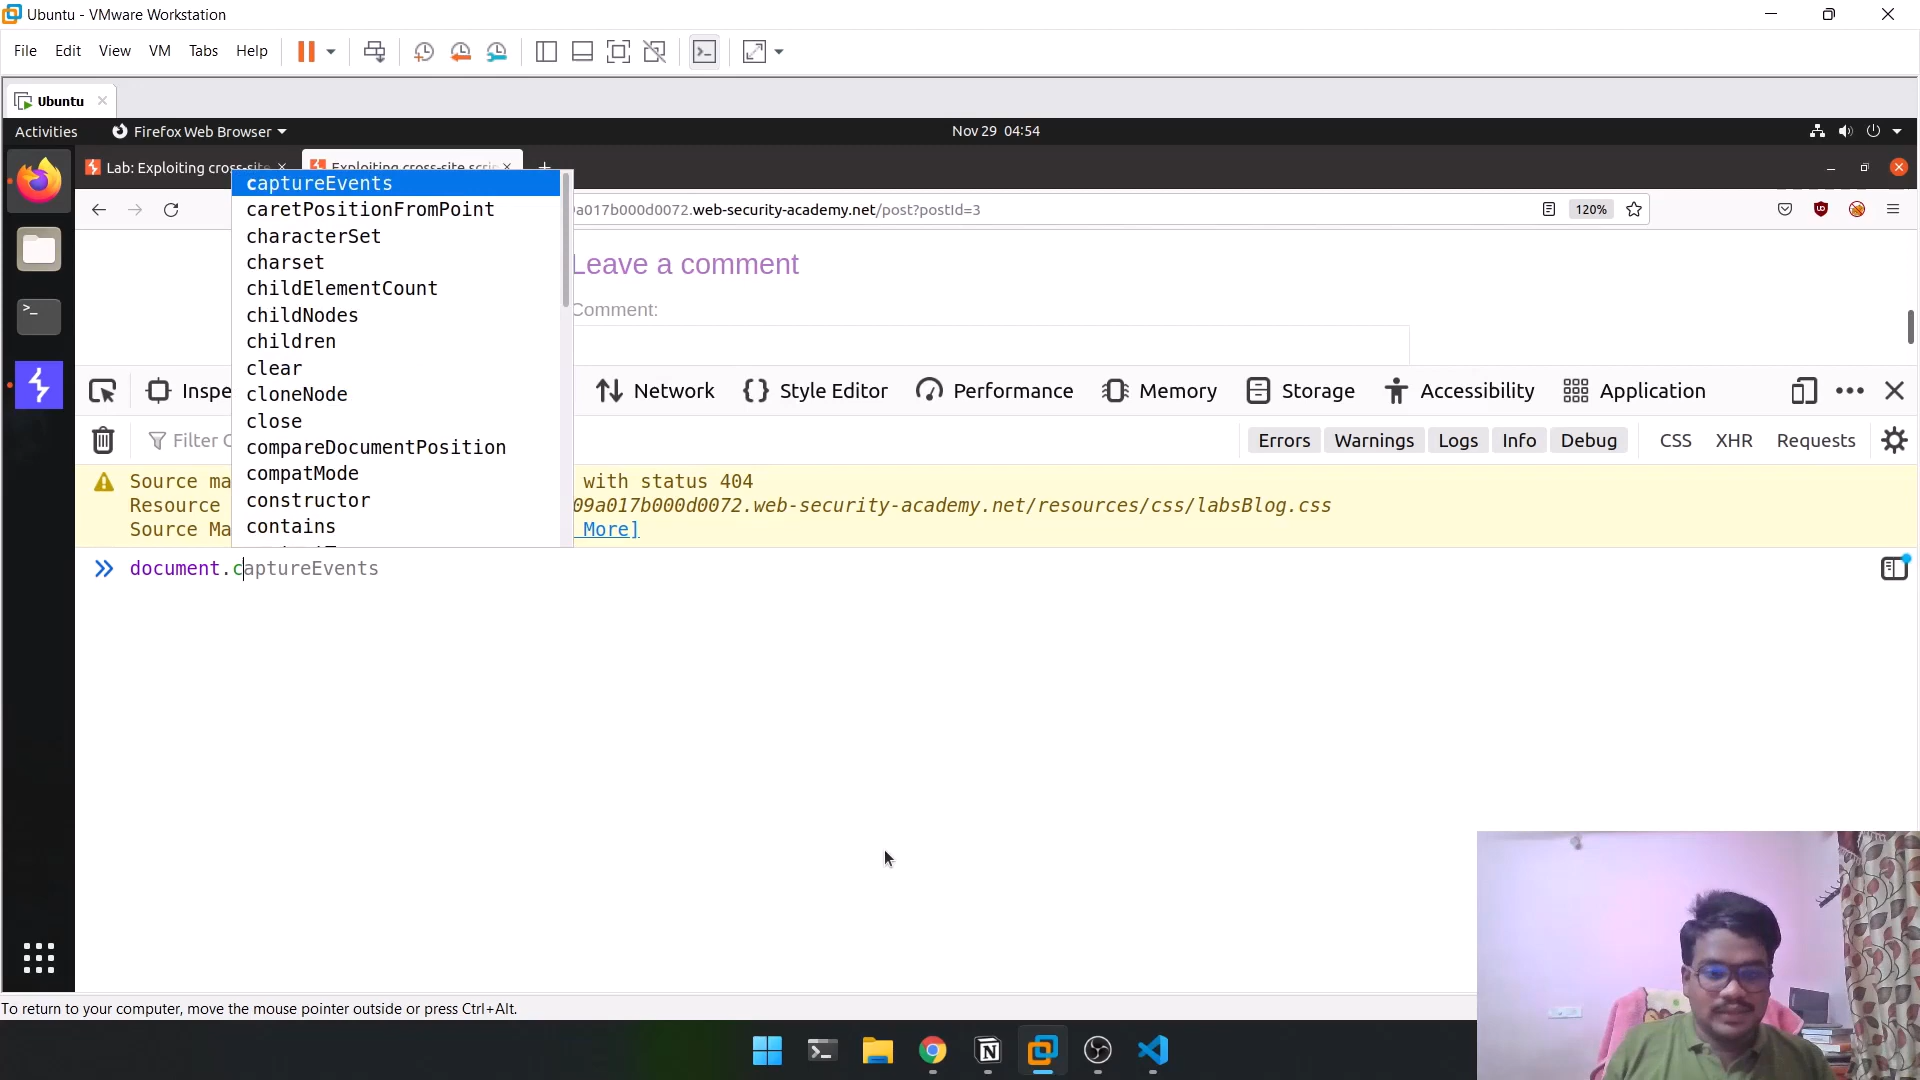 Ubuntu - VMware Workstation
File Edit View VM Tabs Help
Ubuntu
Activities Firefox Web Browser Nov 29 04:54
Lab: Exploiting cross-site Exploiting cross-site scri
captureEvents
caretPositionFromPoint
characterSet
charset
childElementCount
childNodes
children
clear
cloneNode
close
compareDocumentPosition
compatMode
constructor
contains
9a017b000d0072.web-security-academy.net/post?postId=3 120%
Leave a comment
Comment:
Inspe Network Style Editor Performance Memory Storage Accessibility Application
Filter Errors Warnings Logs Info Debug CSS XHR Requests
Source ma with status 404
Resource 09a017b000d0072.web-security-academy.net/resources/css/labsBlog.css
Source Ma More]
document.captureEvents
To return to your computer, move the mouse pointer outside or press Ctrl+Alt.